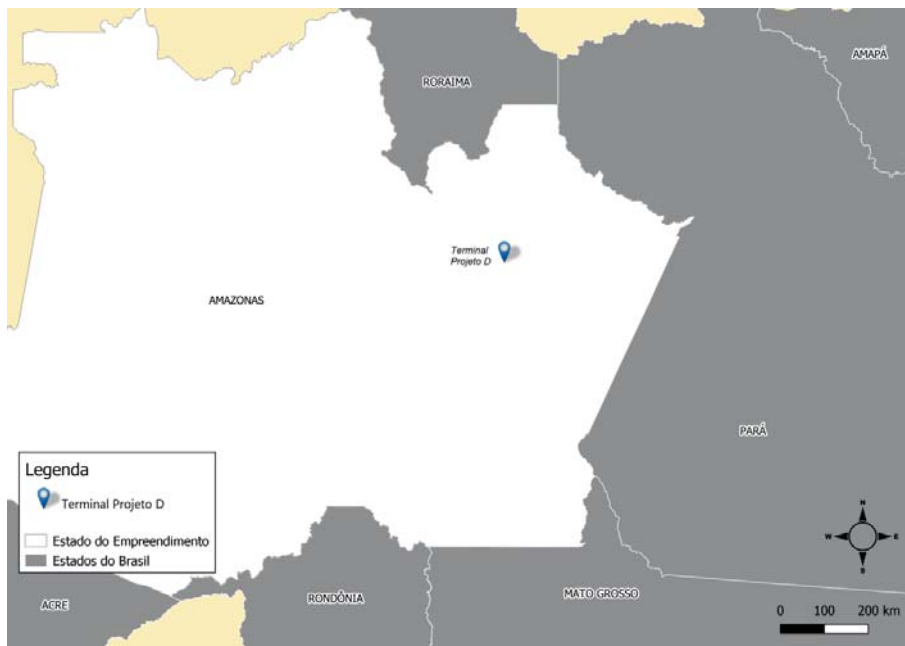 AMAPÁ
RORAIMA
Terminal
Projeto D
AMAZONAS
PARÁ
Legenda
Terminal Projeto D
Estado do Empreendimento
Estados do Brasil
N
W
E
S
ACRE
RONDÔNIA
MATO GROSSO
0 100 200 km